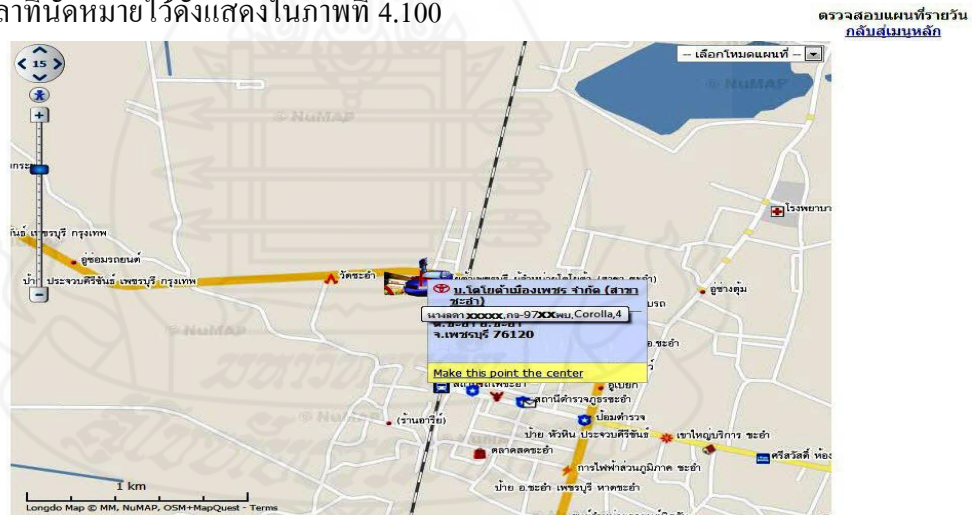 ลาที่นัดหมายไว้ดังแสดงในภาพที่ 4.100
ตรวจสอบแผนที่รายวัน
กลับสู่เมนูหลัก
15
-- เลือกโหมดแผนที่ --
© NuMAP
© NuMAP
โรงพยาบา
เพชรบุรี กรุงเทพ
อู่ซ่อมรถยนต์
ประจวบคีรีขันธ์ เพชรบุรี กรุงเทพ
วัดชะอำ
อู่ช่างตุ้ม
บ.โตโยต้าเมืองเพชร จำกัด (สาขา
ชะอำ)
นางลดา xxxxx,กจ-97XXพบ,Corolla,4
ต.ชะอำ อ.ชะอำ
จ.เพชรบุรี 76120
© NuMAP
Make this point the center
สถานีตำรวจภูธรชะอำ
ป้อมตำรวจ
© NuMAP
(ร้านอารีย์)
ป้าย หัวหิน ประจวบคีรีขันธ์
เขาใหญ่บริการ ชะอำ
ตลาดสดชะอำ
ศรีสวัสดิ์ ห้อง
การไฟฟ้าส่วนภูมิภาค ชะอำ
ป้าย อ.ชะอำ เพชรบุรี หาดชะอำ
1 km
Longdo Map © MM, NuMAP, OSM+MapQuest - Terms